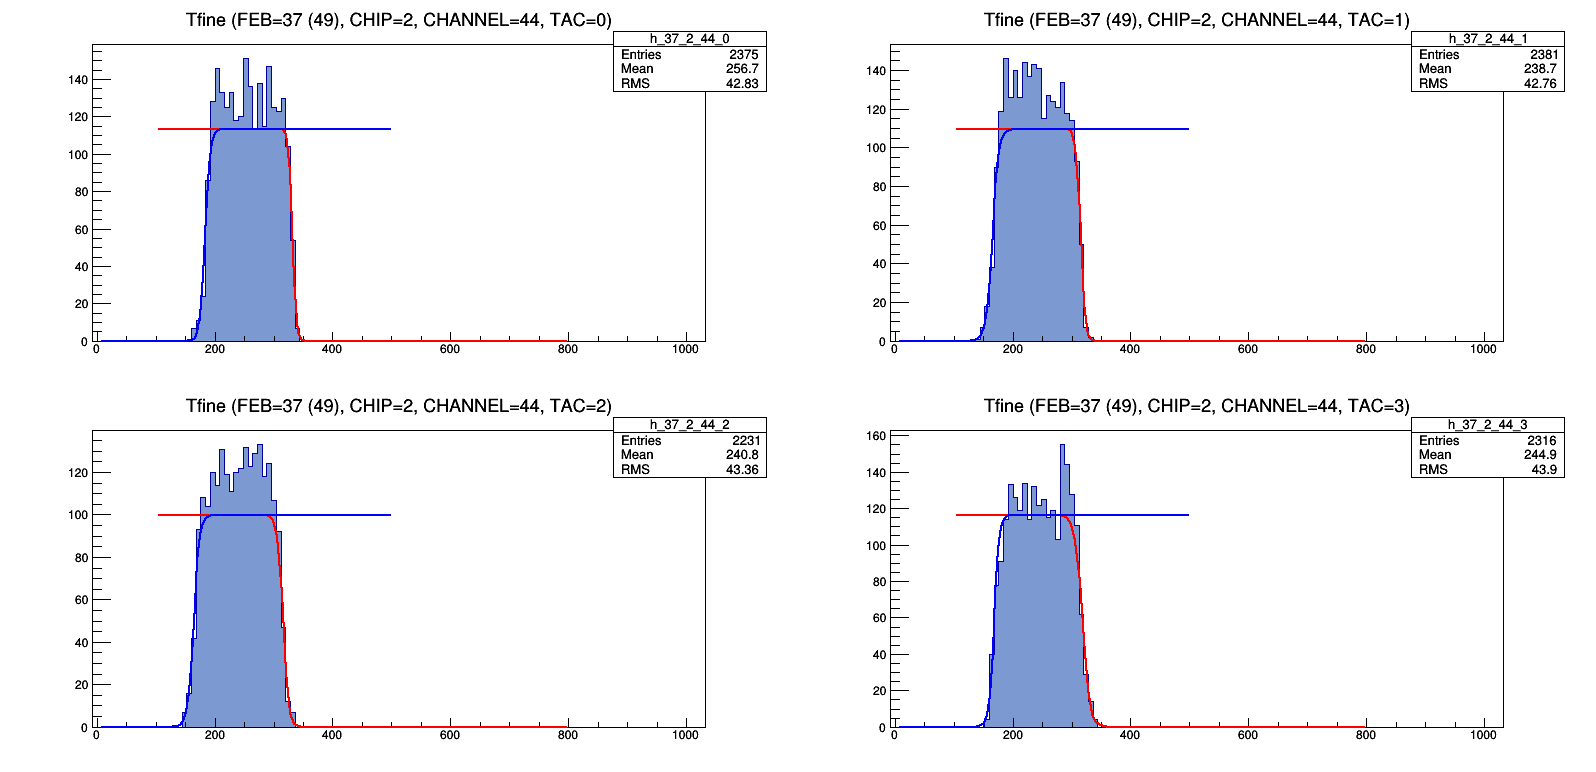 Tfine (FEB=37 (49), CHIP=2, CHANNEL=44, TAC=0)
h_37_2_44_0
Entries 2375
Mean 256.7
RMS 42.83
140
120
100
80
60
40
20
0
0 200 400 600 800 1000
Tfine (FEB=37 (49), CHIP=2, CHANNEL=44, TAC=1)
h_37_2_44_1
Entries 2381
Mean 238.7
RMS 42.76
140
120
100
80
60
40
20
0
0 200 400 600 800 1000
Tfine (FEB=37 (49), CHIP=2, CHANNEL=44, TAC=2)
h_37_2_44_2
Entries 2231
Mean 240.8
RMS 43.36
120
100
80
60
40
20
0
0 200 400 600 800 1000
Tfine (FEB=37 (49), CHIP=2, CHANNEL=44, TAC=3)
h_37_2_44_3
Entries 2316
Mean 244.9
RMS 43.9
160
140
120
100
80
60
40
20
0
0 200 400 600 800 1000